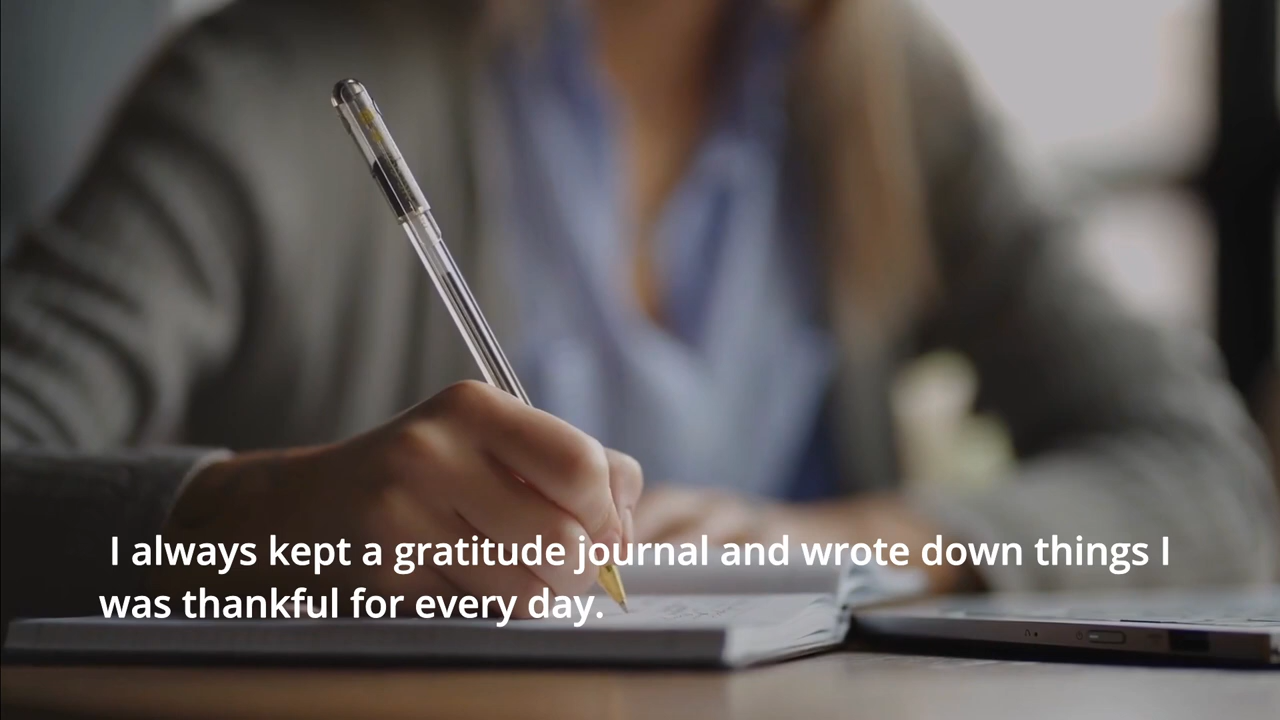 I always kept a gratitude journal and wrote down things I
was thankful for every day.